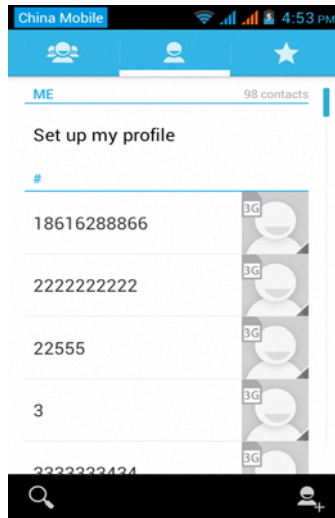 China Mobile 4:53 PM
ME 98 contacts
Set up my profile
#
18616288866
3G
2222222222
3G
22555
3G
3
3G
3333333434
3G